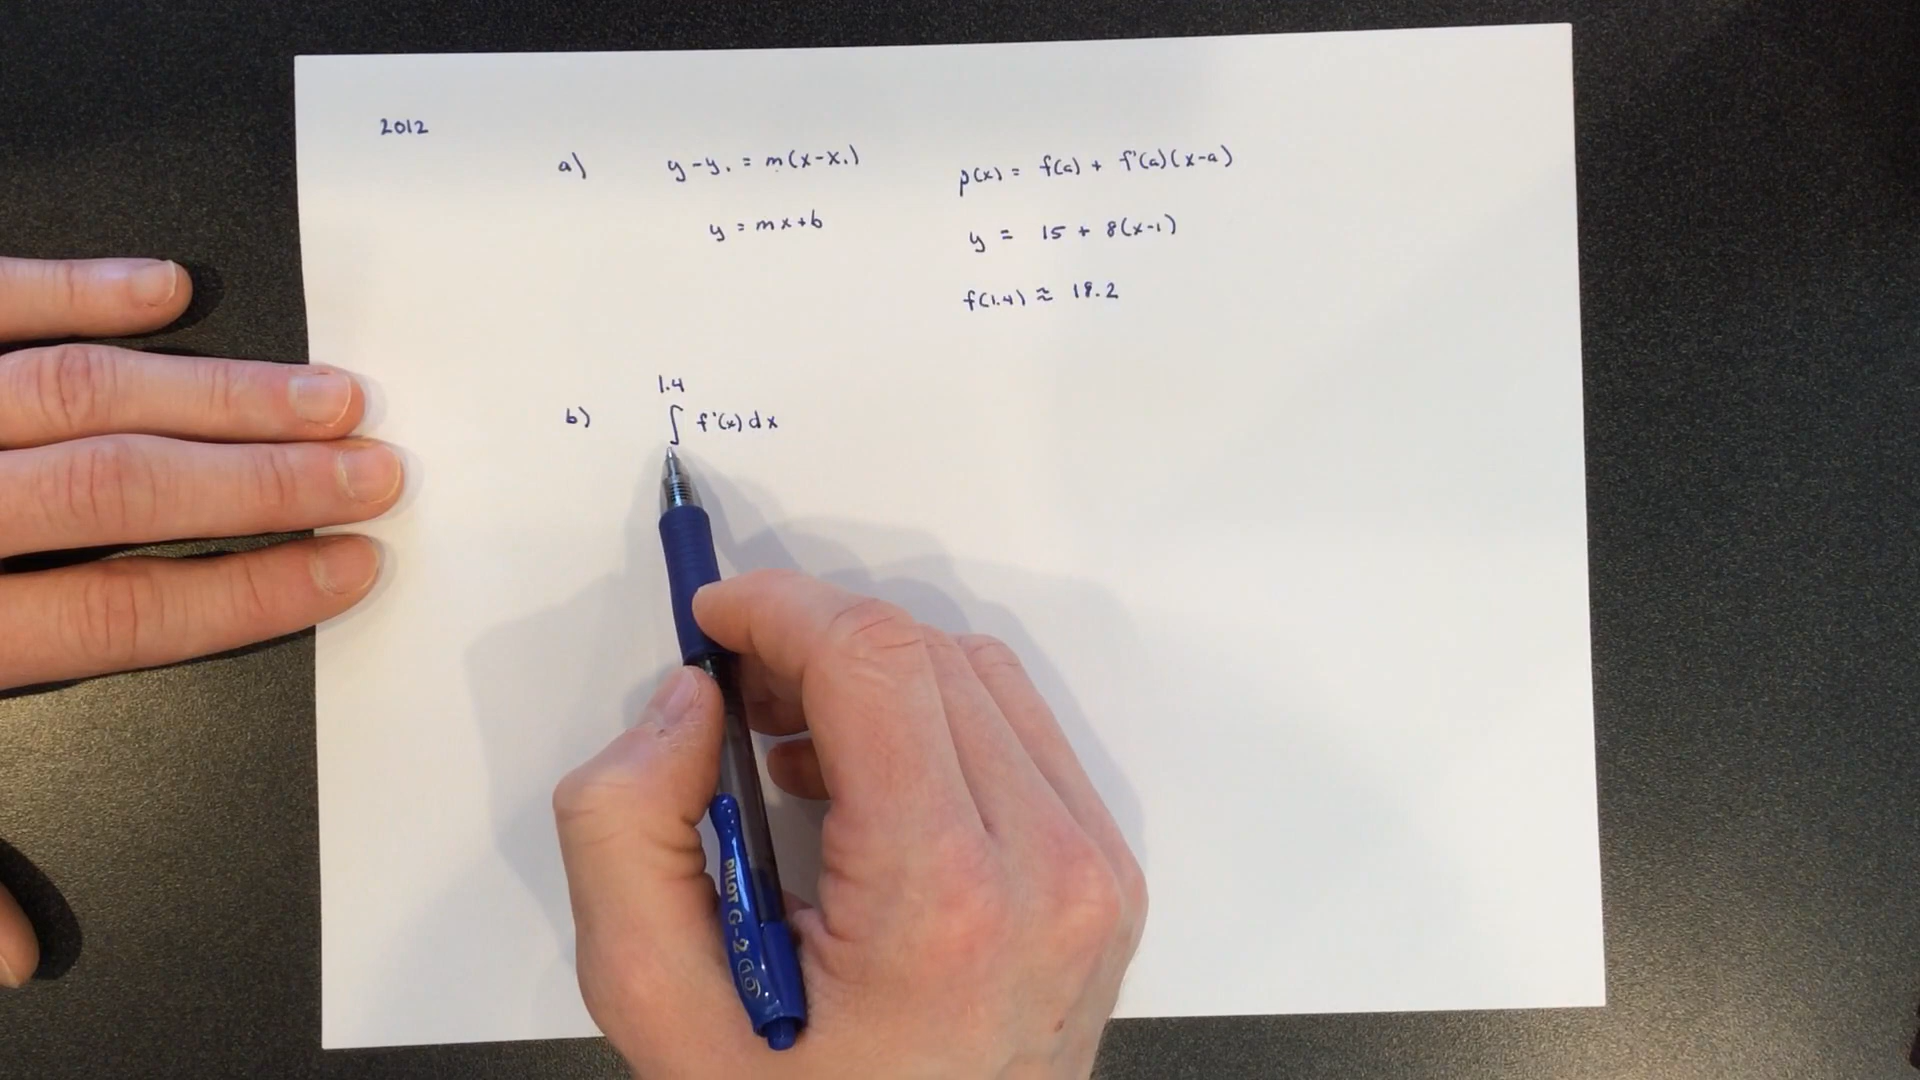 2012
a) y - y₁ = m(x-x₁)
y = mx+b
p(x) = f(a) + f'(a)(x-a)
y = 15 + 8(x-1)
f(1.4) ≈ 18.2
1.4
b) ∫ f'(x) dx
PILOT G-2